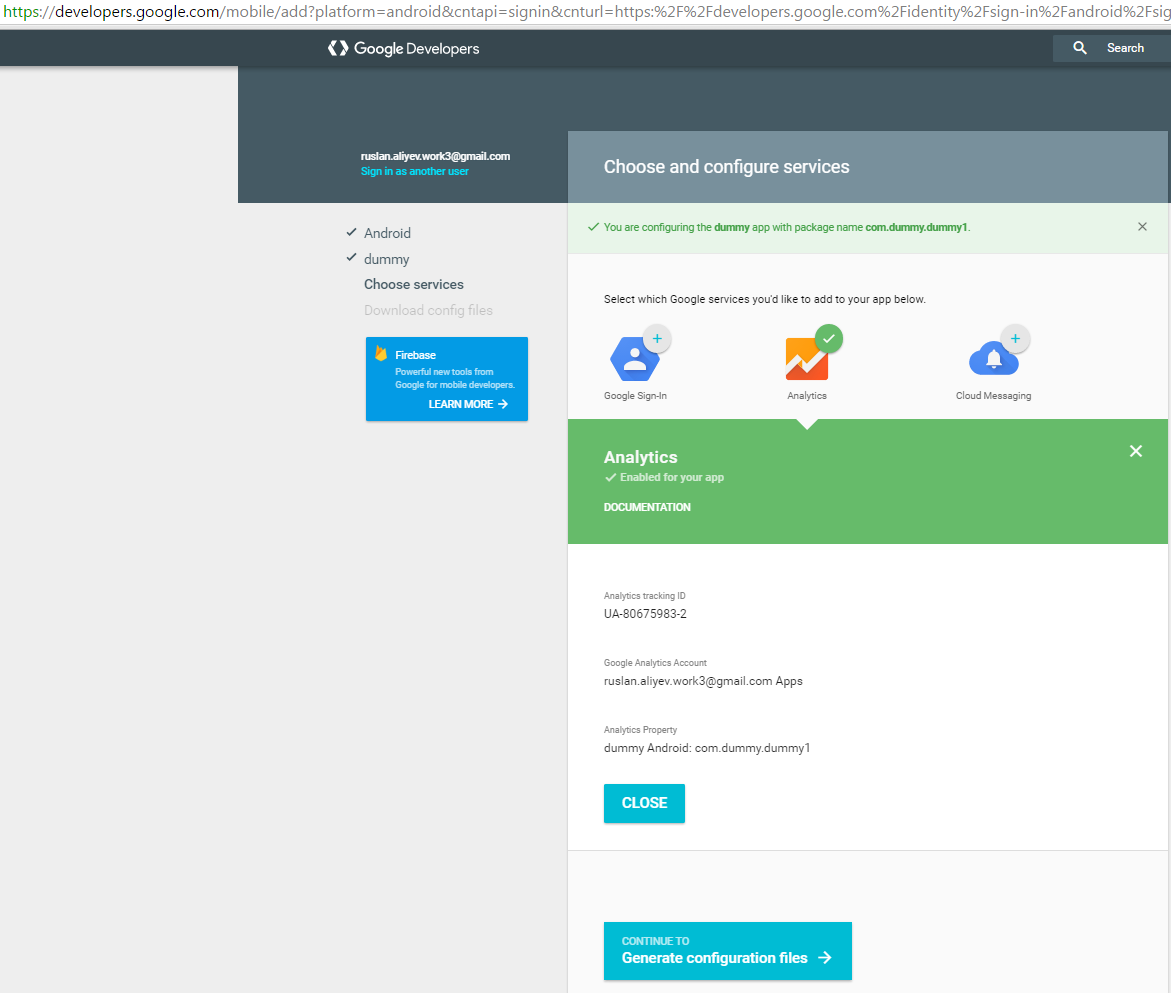 https://developers.google.com/mobile/add?platform=android&cntapi=signin&cnturl=https:%2F%2Fdevelopers.google.com%2Fidentity%2Fsign-in%2Fandroid%2Fsig
Google Developers
Search
ruslan.aliyev.work3@gmail.com
Sign in as another user
Choose and configure services
You are configuring the dummy app with package name com.dummy.dummy1.
Android
dummy
Choose services
Download config files
Firebase
Powerful new tools from
Google for mobile developers.
LEARN MORE →
Select which Google services you'd like to add to your app below.
Google Sign-In
Analytics
Cloud Messaging
Analytics
Enabled for your app
DOCUMENTATION
Analytics tracking ID
UA-80675983-2
Google Analytics Account
ruslan.aliyev.work3@gmail.com Apps
Analytics Property
dummy Android: com.dummy.dummy1
CLOSE
CONTINUE TO
Generate configuration files →